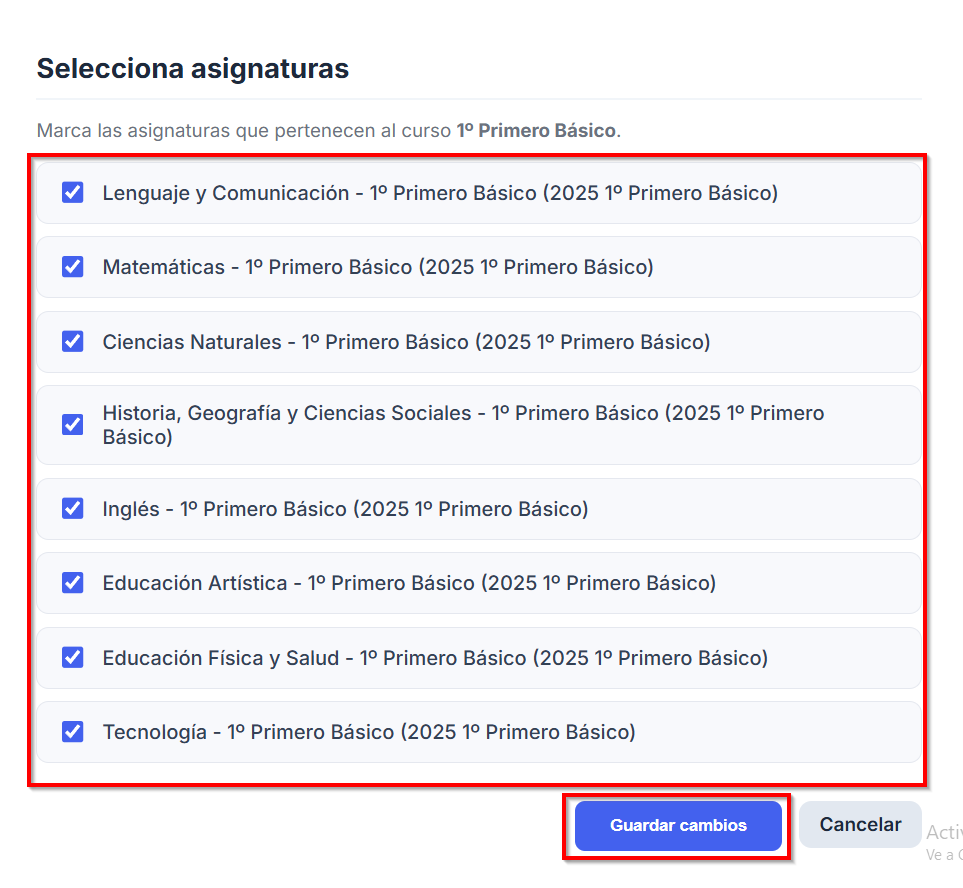 Selecciona asignaturas
Marca las asignaturas que pertenecen al curso 1º Primero Básico.
Lenguaje y Comunicación - 1º Primero Básico (2025 1º Primero Básico)
Matemáticas - 1º Primero Básico (2025 1º Primero Básico)
Ciencias Naturales - 1º Primero Básico (2025 1º Primero Básico)
Historia, Geografía y Ciencias Sociales - 1º Primero Básico (2025 1º Primero
Básico)
Inglés - 1º Primero Básico (2025 1º Primero Básico)
Educación Artística - 1º Primero Básico (2025 1º Primero Básico)
Educación Física y Salud - 1º Primero Básico (2025 1º Primero Básico)
Tecnología - 1º Primero Básico (2025 1º Primero Básico)
Guardar cambios
Cancelar
Ve a